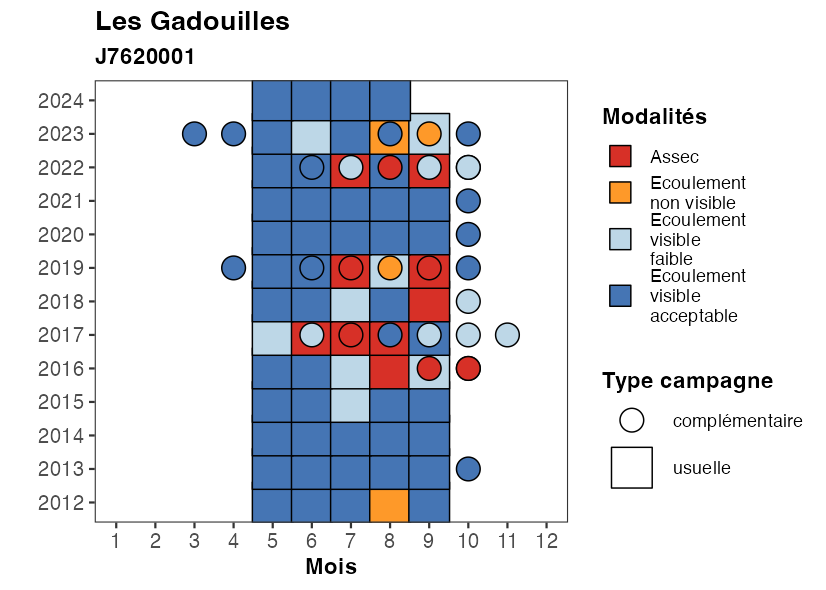 Les Gadouilles
J7620001
2024
2023
2022
2021
2020
2019
2018
2017
2016
2015
2014
2013
2012
1 2 3 4 5 6 7 8 9 10 11 12
Mois
Modalités
Assec
Ecoulement
non visible
Ecoulement
visible
faible
Ecoulement
visible
acceptable
Type campagne
complémentaire
usuelle